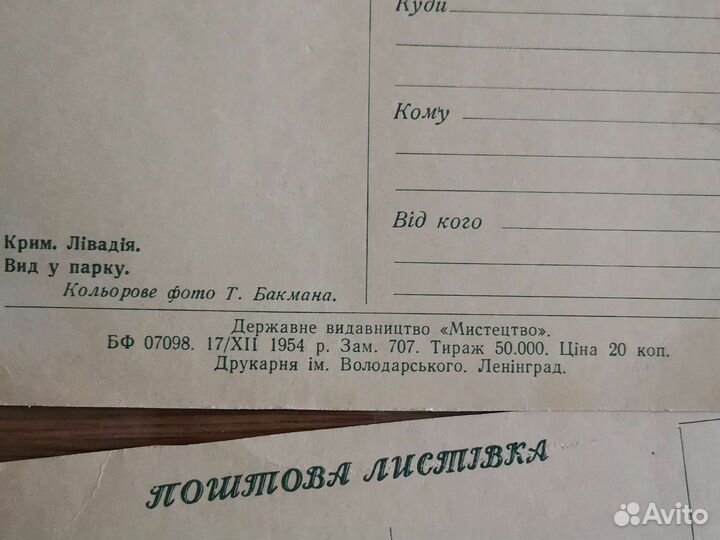 Куди
Кому
Від кого
Крим. Лівадія.
Вид у парку.
Кольорове фото Т. Бакмана.
Державне видавництво «Мистецтво».
БФ 07098. 17/XII 1954 р. Зам. 707. Тираж 50.000. Ціна 20 коп.
Друкарня ім. Володарського. Ленінград.
ПОШТОВА ЛИСТІВКА
Avito